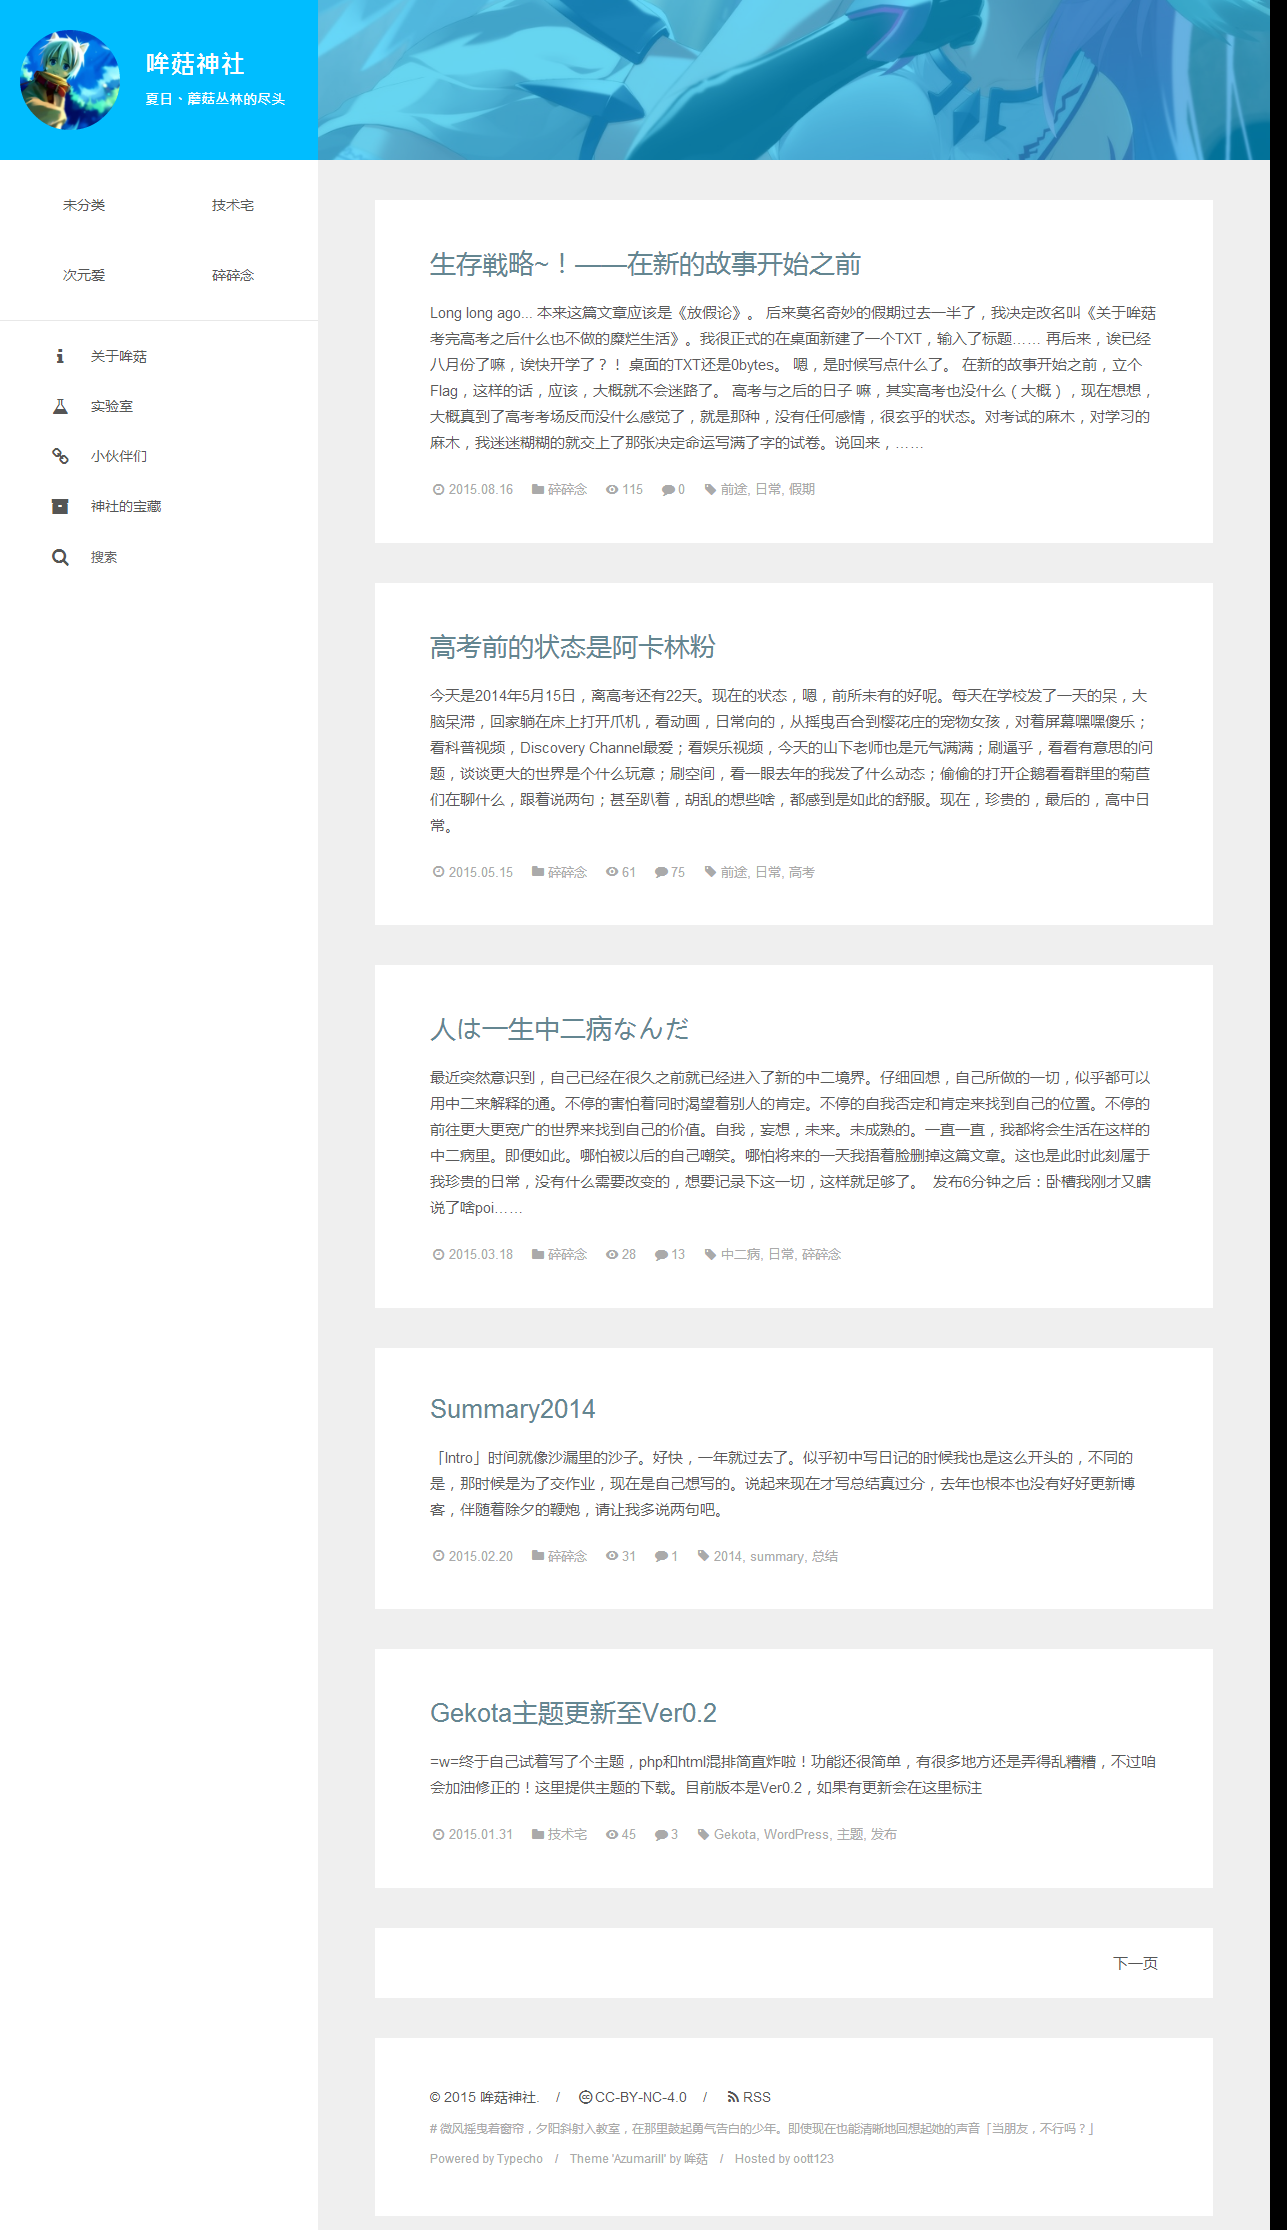 哞菇神社
夏日、蘑菇丛林的尽头
未分类 技术宅
次元爱 碎碎念
关于哞菇
实验室
小伙伴们
神社的宝藏
搜索
生存戦略~！——在新的故事开始之前
Long long ago... 本来这篇文章应该是《放假论》。 后来莫名奇妙的假期过去一半了，我决定改名叫《关于哞菇
考完高考之后什么也不做的糜烂生活》。我很正式的在桌面新建了一个TXT，输入了标题…… 再后来，诶已经
八月份了嘛，诶快开学了？！ 桌面的TXT还是0bytes。 嗯，是时候写点什么了。 在新的故事开始之前，立个
Flag，这样的话，应该，大概就不会迷路了。 高考与之后的日子 嘛，其实高考也没什么（大概），现在想想，
大概真到了高考考场反而没什么感觉了，就是那种，没有任何感情，很玄乎的状态。对考试的麻木，对学习的
麻木，我迷迷糊糊的就交上了那张决定命运写满了字的试卷。说回来，……
2015.08.16 碎碎念 115 0 前途, 日常, 假期
高考前的状态是阿卡林粉
今天是2014年5月15日，离高考还有22天。现在的状态，嗯，前所未有的好呢。每天在学校发了一天的呆，大
脑呆滞，回家躺在床上打开爪机，看动画，日常向的，从摇曳百合到樱花庄的宠物女孩，对着屏幕嘿嘿傻乐；
看科普视频，Discovery Channel最爱；看娱乐视频，今天的山下老师也是元气满满；刷逼乎，看看有意思的问
题，谈谈更大的世界是个什么玩意；刷空间，看一眼去年的我发了什么动态；偷偷的打开企鹅看看群里的菊苣
们在聊什么，跟着说两句；甚至趴着，胡乱的想些啥，都感到是如此的舒服。现在，珍贵的，最后的，高中日
常。
2015.05.15 碎碎念 61 75 前途, 日常, 高考
人は一生中二病なんだ
最近突然意识到，自己已经在很久之前就已经进入了新的中二境界。仔细回想，自己所做的一切，似乎都可以
用中二来解释的通。不停的害怕着同时渴望着别人的肯定。不停的自我否定和肯定来找到自己的位置。不停的
前往更大更宽广的世界来找到自己的价值。自我，妄想，未来。未成熟的。一直一直，我都将会生活在这样的
中二病里。即便如此。哪怕被以后的自己嘲笑。哪怕将来的一天我捂着脸删掉这篇文章。这也是此时此刻属于
我珍贵的日常，没有什么需要改变的，想要记录下这一切，这样就足够了。 发布6分钟之后：卧槽我刚才又瞎
说了啥poi……
2015.03.18 碎碎念 28 13 中二病, 日常, 碎碎念
Summary2014
「Intro」时间就像沙漏里的沙子。好快，一年就过去了。似乎初中写日记的时候我也是这么开头的，不同的
是，那时候是为了交作业，现在是自己想写的。说起来现在才写总结真过分，去年也根本也没有好好更新博
客，伴随着除夕的鞭炮，请让我多说两句吧。
2015.02.20 碎碎念 31 1 2014, summary, 总结
Gekota主题更新至Ver0.2
=w=终于自己试着写了个主题，php和html混排简直炸啦！功能还很简单，有很多地方还是弄得乱糟糟，不过咱
会加油修正的！这里提供主题的下载。目前版本是Ver0.2，如果有更新会在这里标注
2015.01.31 技术宅 45 3 Gekota, WordPress, 主题, 发布
下一页
© 2015 哞菇神社. / CC-BY-NC-4.0 / RSS
# 微风摇曳着窗帘，夕阳斜射入教室，在那里鼓起勇气告白的少年。即使现在也能清晰地回想起她的声音「当朋友，不行吗？」
Powered by Typecho / Theme 'Azumarill' by 哞菇 / Hosted by oott123